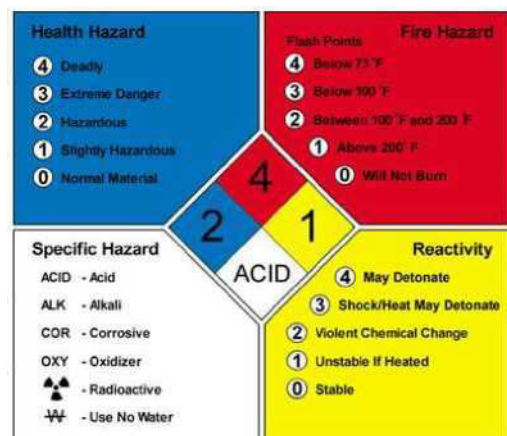 Health Hazard
4 Deadly
3 Extreme Danger
2 Hazardous
1 Slightly Hazardous
0 Normal Material
Fire Hazard
Flash Points
4 Below 73 °F
3 Below 100 °F
2 Between 100 °F and 200 °F
1 Above 200° F
0 Will Not Burn
4
2
1
ACID
Specific Hazard
ACID - Acid
ALK - Alkali
COR - Corrosive
OXY - Oxidizer
- Radioactive
W - Use No Water
Reactivity
4 May Detonate
3 Shock/Heat May Detonate
2 Violent Chemical Change
1 Unstable If Heated
0 Stable